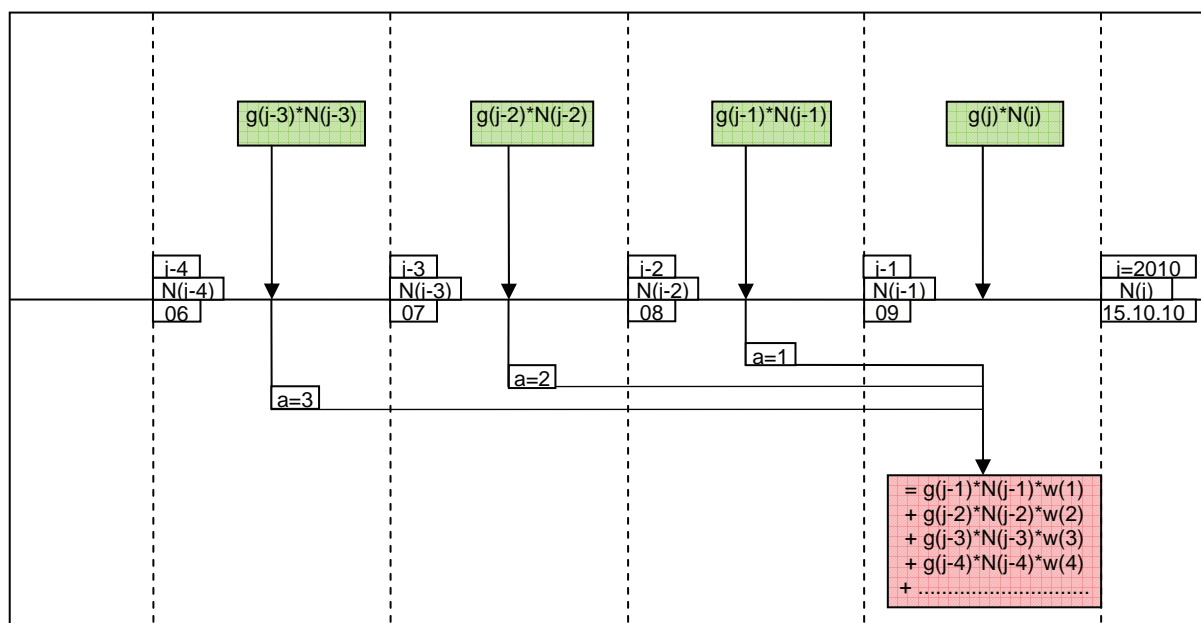 g(j-3)*N(j-3)
g(j-2)*N(j-2)
g(j-1)*N(j-1)
g(j)*N(j)
j-4
j-3
j-2
j-1
j=2010
N(j-4)
N(j-3)
N(j-2)
N(j-1)
N(j)
06
07
08
09
15.10.10
a=1
a=2
a=3
= g(j-1)*N(j-1)*w(1)
+ g(j-2)*N(j-2)*w(2)
+ g(j-3)*N(j-3)*w(3)
+ g(j-4)*N(j-4)*w(4)
+ ...............................